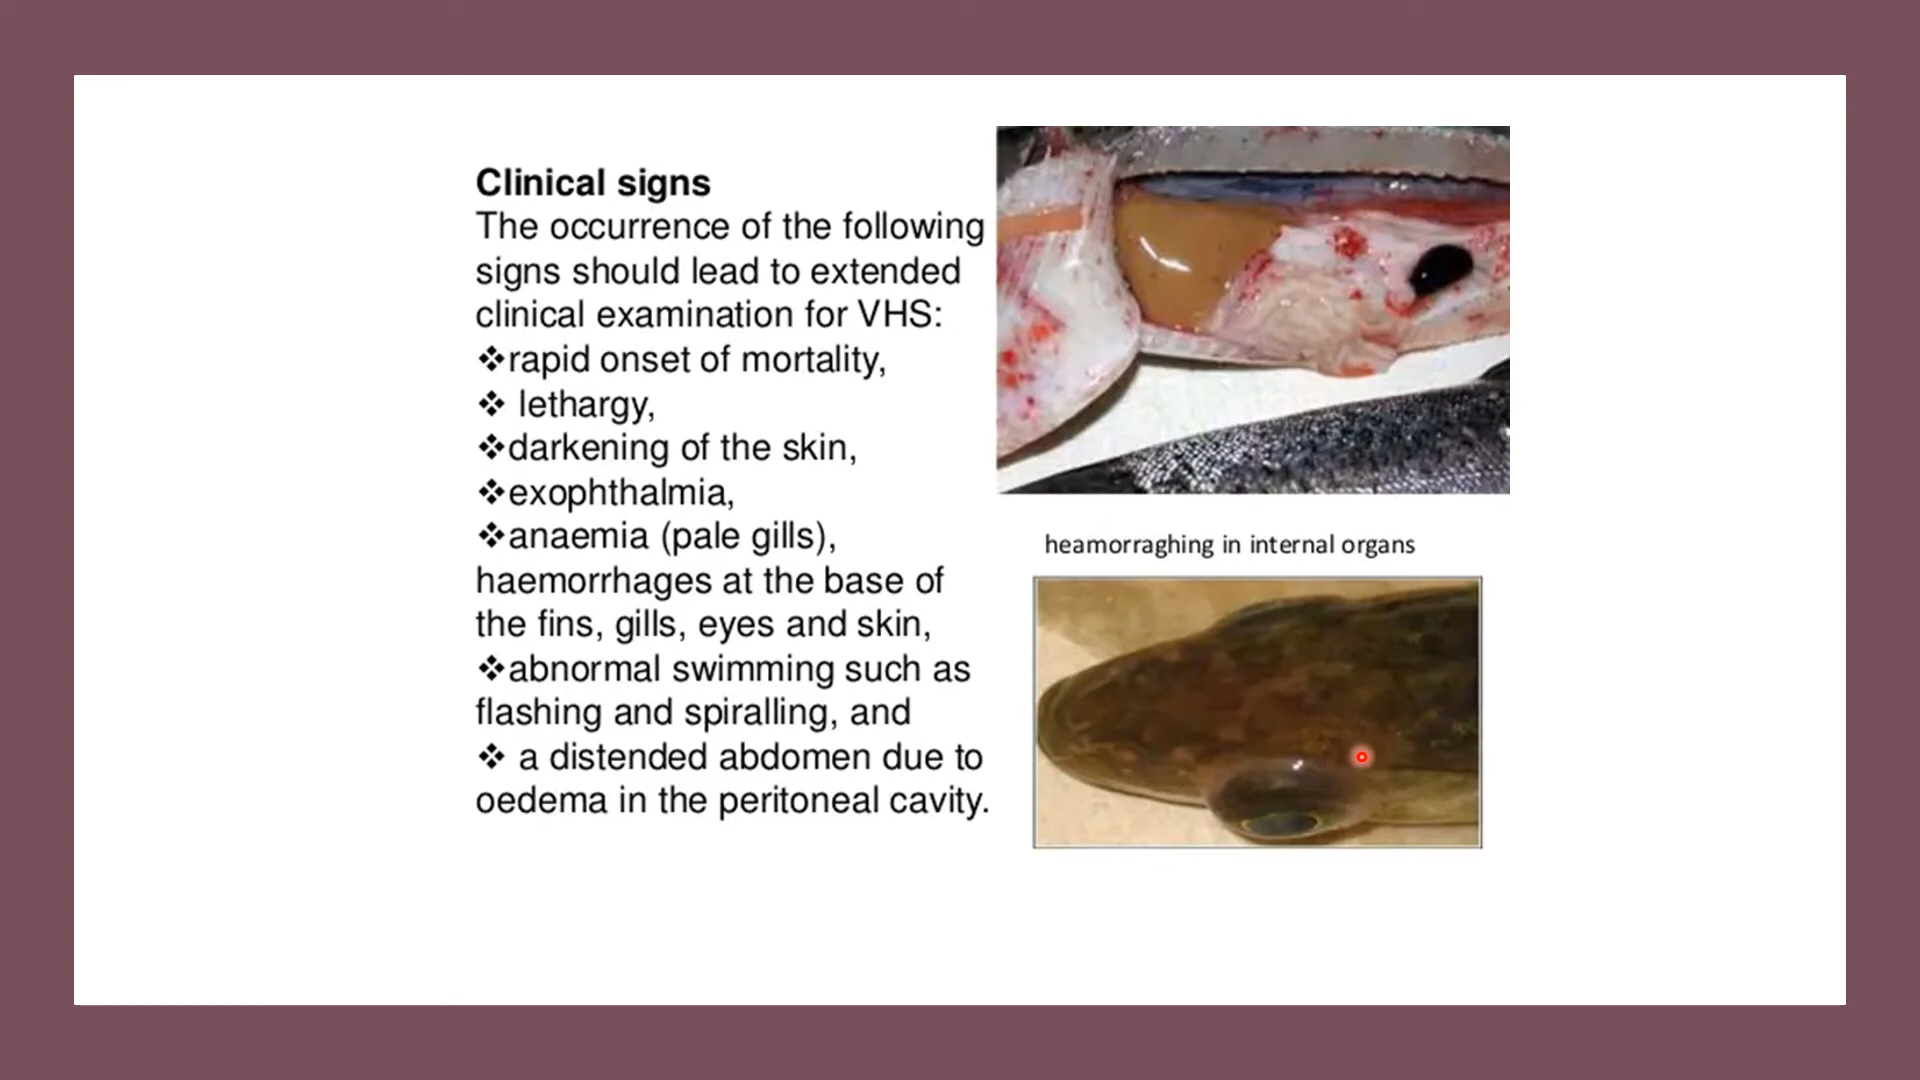 Clinical signs
The occurrence of the following
signs should lead to extended
clinical examination for VHS:
❖rapid onset of mortality,
❖ lethargy,
❖darkening of the skin,
❖exophthalmia,
❖anaemia (pale gills),
haemorrhages at the base of
the fins, gills, eyes and skin,
❖abnormal swimming such as
flashing and spiralling, and
❖ a distended abdomen due to
oedema in the peritoneal cavity.
heamorraghing in internal organs